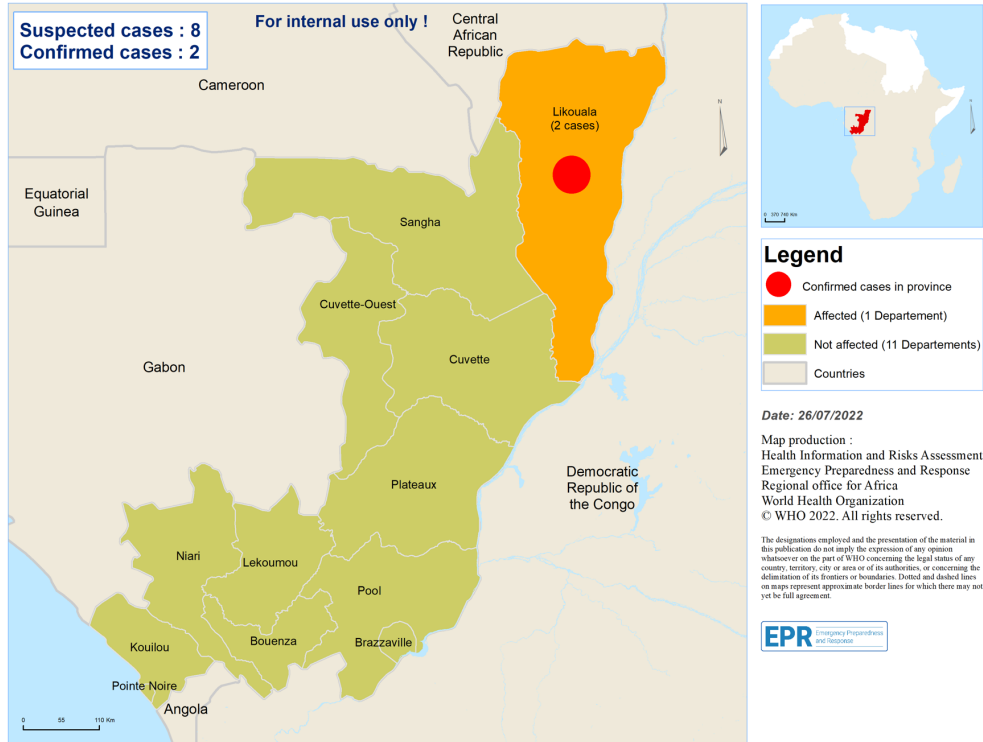 Suspected cases : 8
Confirmed cases : 2
For internal use only !
Central
African
Republic
Cameroon
Equatorial
Guinea
Likouala
(2 cases)
N
Sangha
Cuvette-Ouest
Cuvette
Gabon
Plateaux
Democratic
Republic of
the Congo
Niari
Lekoumou
Pool
Kouilou
Bouenza
Brazzaville
Pointe Noire
Angola
0 55 110 Km
0 370 740 Km
Legend
Confirmed cases in province
Affected (1 Departement)
Not affected (11 Departements)
Countries
Date: 26/07/2022
Map production :
Health Information and Risks Assessment
Emergency Preparedness and Response
Regional office for Africa
World Health Organization
© WHO 2022. All rights reserved.
The designations employed and the presentation of the material in
this publication do not imply the expression of any opinion
whatsoever on the part of WHO concerning the legal status of any
country, territory, city or area or of its authorities, or concerning the
delimitation of its frontiers or boundaries. Dotted and dashed lines
on maps represent approximate border lines for which there may not
yet be full agreement.
EPR Emergency Preparedness
and Response